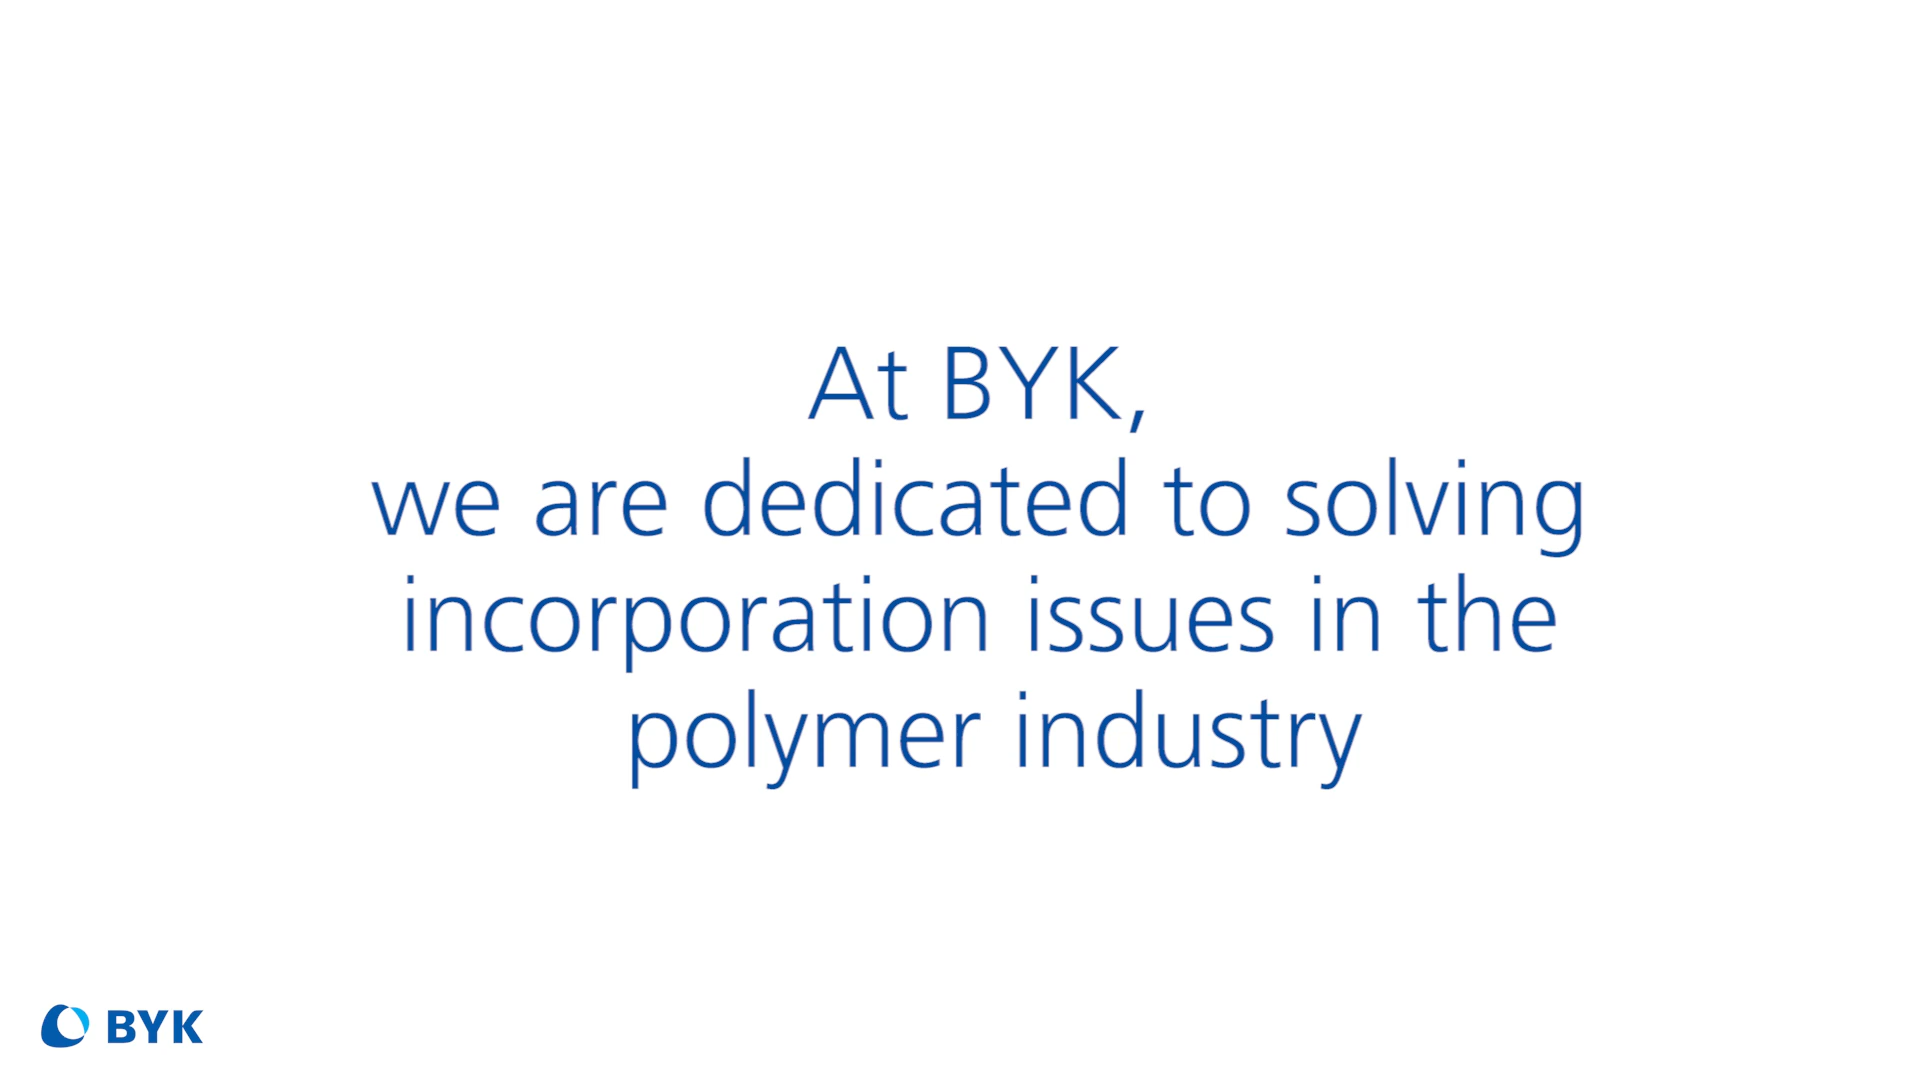 At BYK,
we are dedicated to solving
incorporation issues in the
polymer industry
BYK